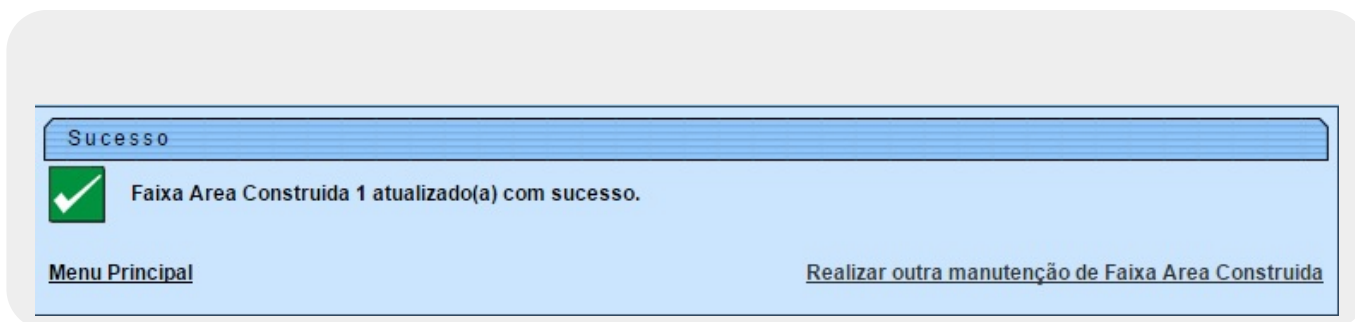 Sucesso
Faixa Area Construida 1 atualizado(a) com sucesso.
Menu Principal
Realizar outra manutenção de Faixa Area Construida